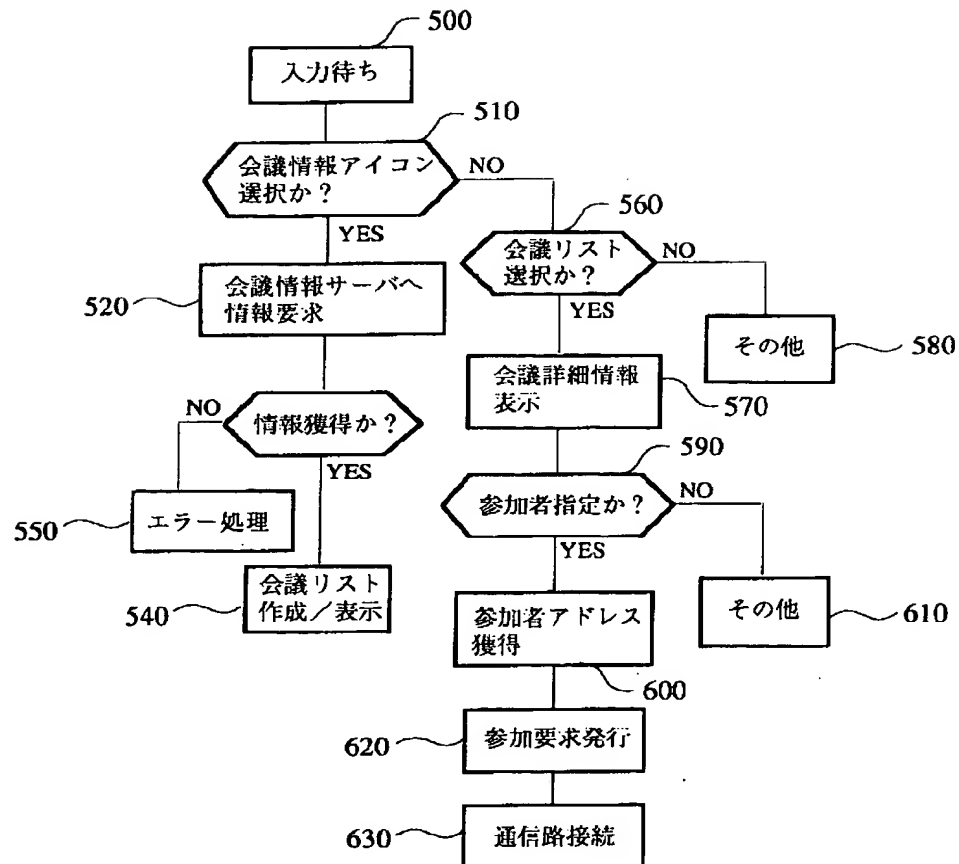 500
入力待ち
510
会議情報アイコン
選択か?
NO
YES
520
会議情報サーバへ
情報要求
NO
情報獲得か?
YES
550
エラー処理
540
会議リスト
作成/表示
560
会議リスト
選択か?
NO
YES
その他
580
会議詳細情報
表示
570
590
参加者指定か?
NO
YES
その他
610
参加者アドレス
獲得
600
620
参加要求発行
630
通信路接続